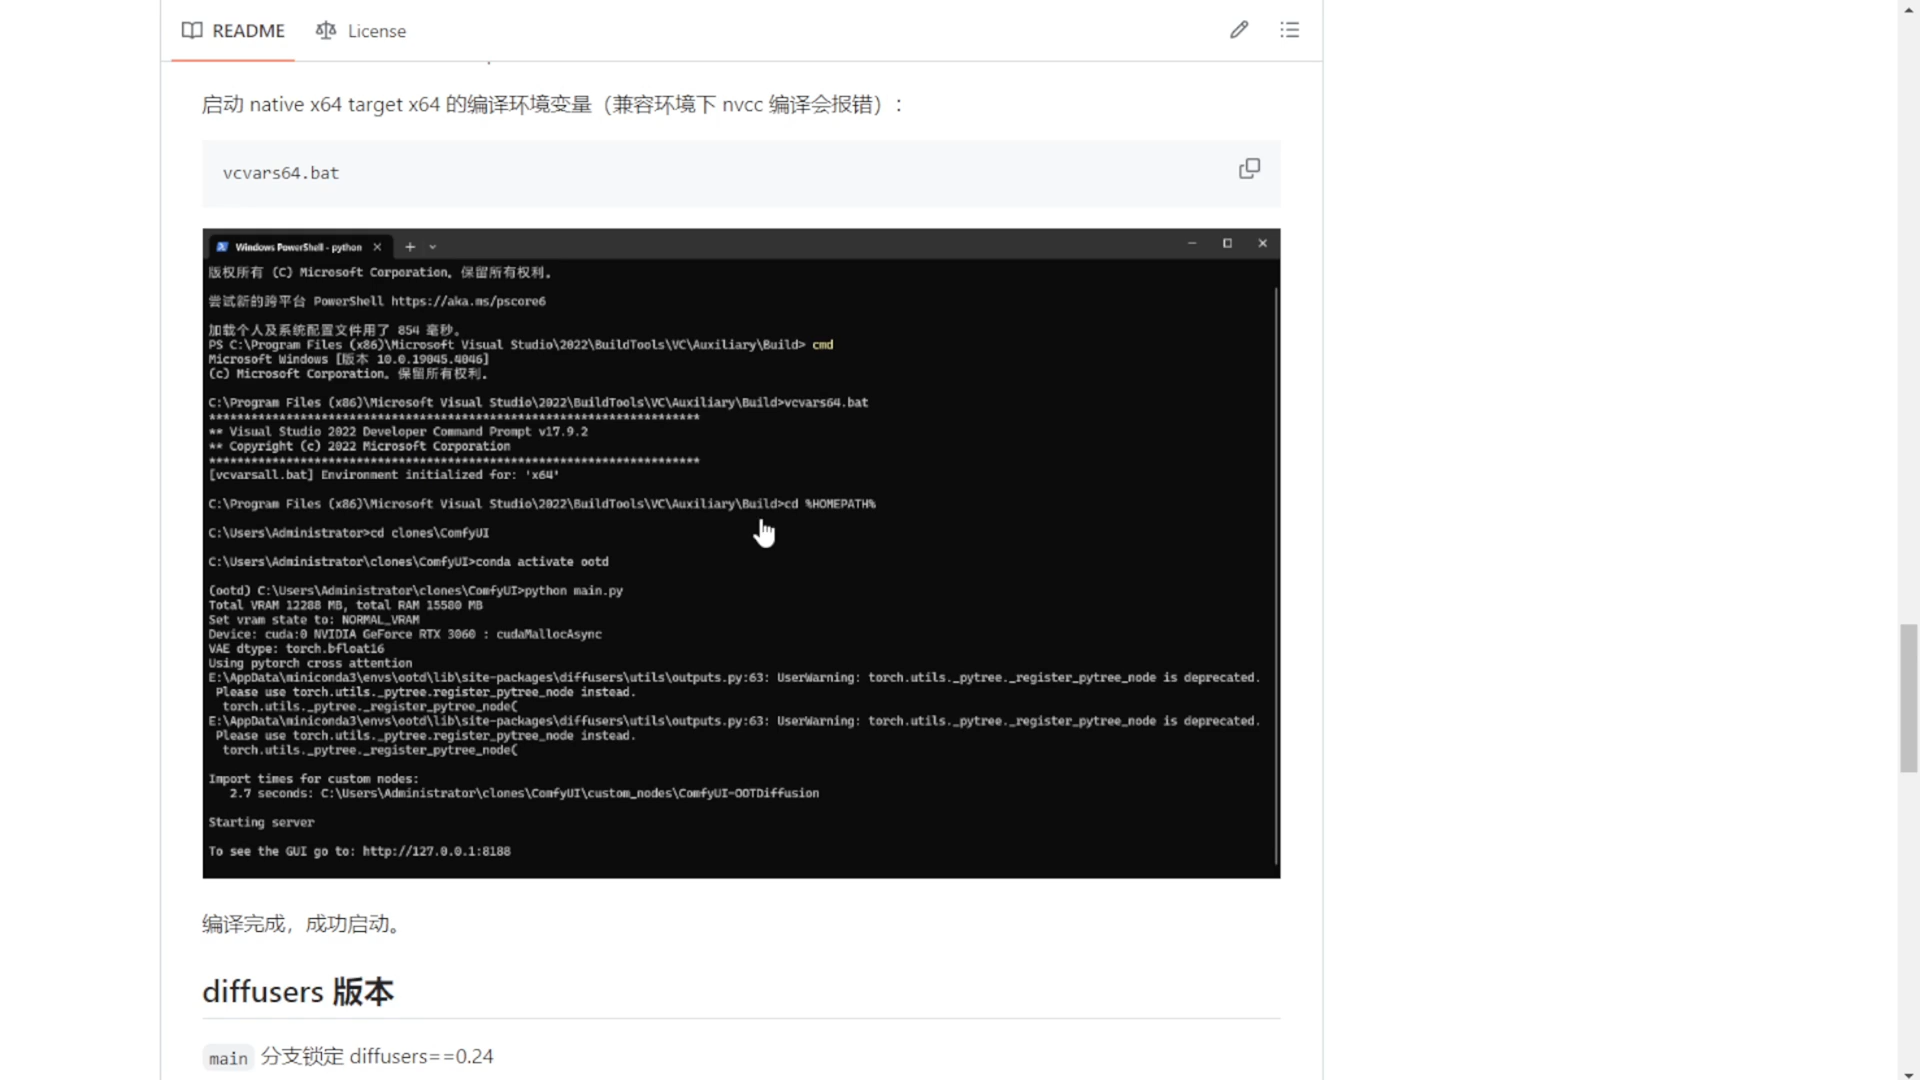 README
License
启动 native x64 target x64 的编译环境变量（兼容环境下 nvcc 编译会报错）：
vcvars64.bat
Windows PowerShell - python
版权所有 (C) Microsoft Corporation。保留所有权利。
尝试新的跨平台 PowerShell https://aka.ms/pscore6
加载个人及系统配置文件用了 854 毫秒。
PS C:\Program Files (x86)\Microsoft Visual Studio\2022\BuildTools\VC\Auxiliary\Build> cmd
Microsoft Windows [版本 10.0.19045.4046]
(c) Microsoft Corporation。保留所有权利。
C:\Program Files (x86)\Microsoft Visual Studio\2022\BuildTools\VC\Auxiliary\Build>vcvars64.bat
**********************************************************************
** Visual Studio 2022 Developer Command Prompt v17.9.2
** Copyright (c) 2022 Microsoft Corporation
**********************************************************************
[vcvarsall.bat] Environment initialized for: 'x64'
C:\Program Files (x86)\Microsoft Visual Studio\2022\BuildTools\VC\Auxiliary\Build>cd %HOMEPATH%
C:\Users\Administrator>cd clones\ComfyUI
C:\Users\Administrator\clones\ComfyUI>conda activate ootd
(ootd) C:\Users\Administrator\clones\ComfyUI>python main.py
Total VRAM 12288 MB, total RAM 15580 MB
Set vram state to: NORMAL_VRAM
Device: cuda:0 NVIDIA GeForce RTX 3060 : cudaMallocAsync
VAE dtype: torch.bfloat16
Using pytorch cross attention
E:\AppData\miniconda3\envs\ootd\lib\site-packages\diffusers\utils\outputs.py:63: UserWarning: torch.utils._pytree._register_pytree_node is deprecated.
Please use torch.utils._pytree.register_pytree_node instead.
torch.utils._pytree._register_pytree_node(
E:\AppData\miniconda3\envs\ootd\lib\site-packages\diffusers\utils\outputs.py:63: UserWarning: torch.utils._pytree._register_pytree_node is deprecated.
Please use torch.utils._pytree.register_pytree_node instead.
torch.utils._pytree._register_pytree_node(
Import times for custom nodes:
2.7 seconds: C:\Users\Administrator\clones\ComfyUI\custom_nodes\ComfyUI-OOTDiffusion
Starting server
To see the GUI go to: http://127.0.0.1:8188
编译完成，成功启动。
diffusers 版本
main 分支锁定 diffusers==0.24